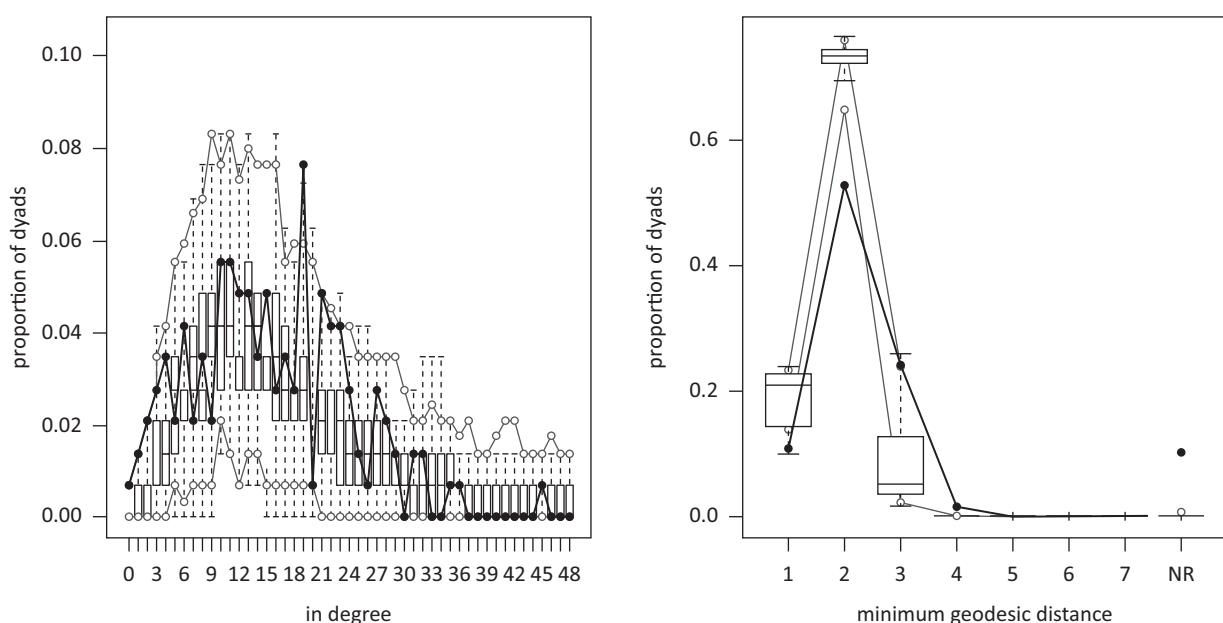 proportion of dyads
0.10
0.08
0.06
0.04
0.02
0.00
0 3 6 9 12 15 18 21 24 27 30 33 36 39 42 45 48
in degree
proportion of dyads
0.6
0.4
0.2
0.0
1 2 3 4 5 6 7 NR
minimum geodesic distance